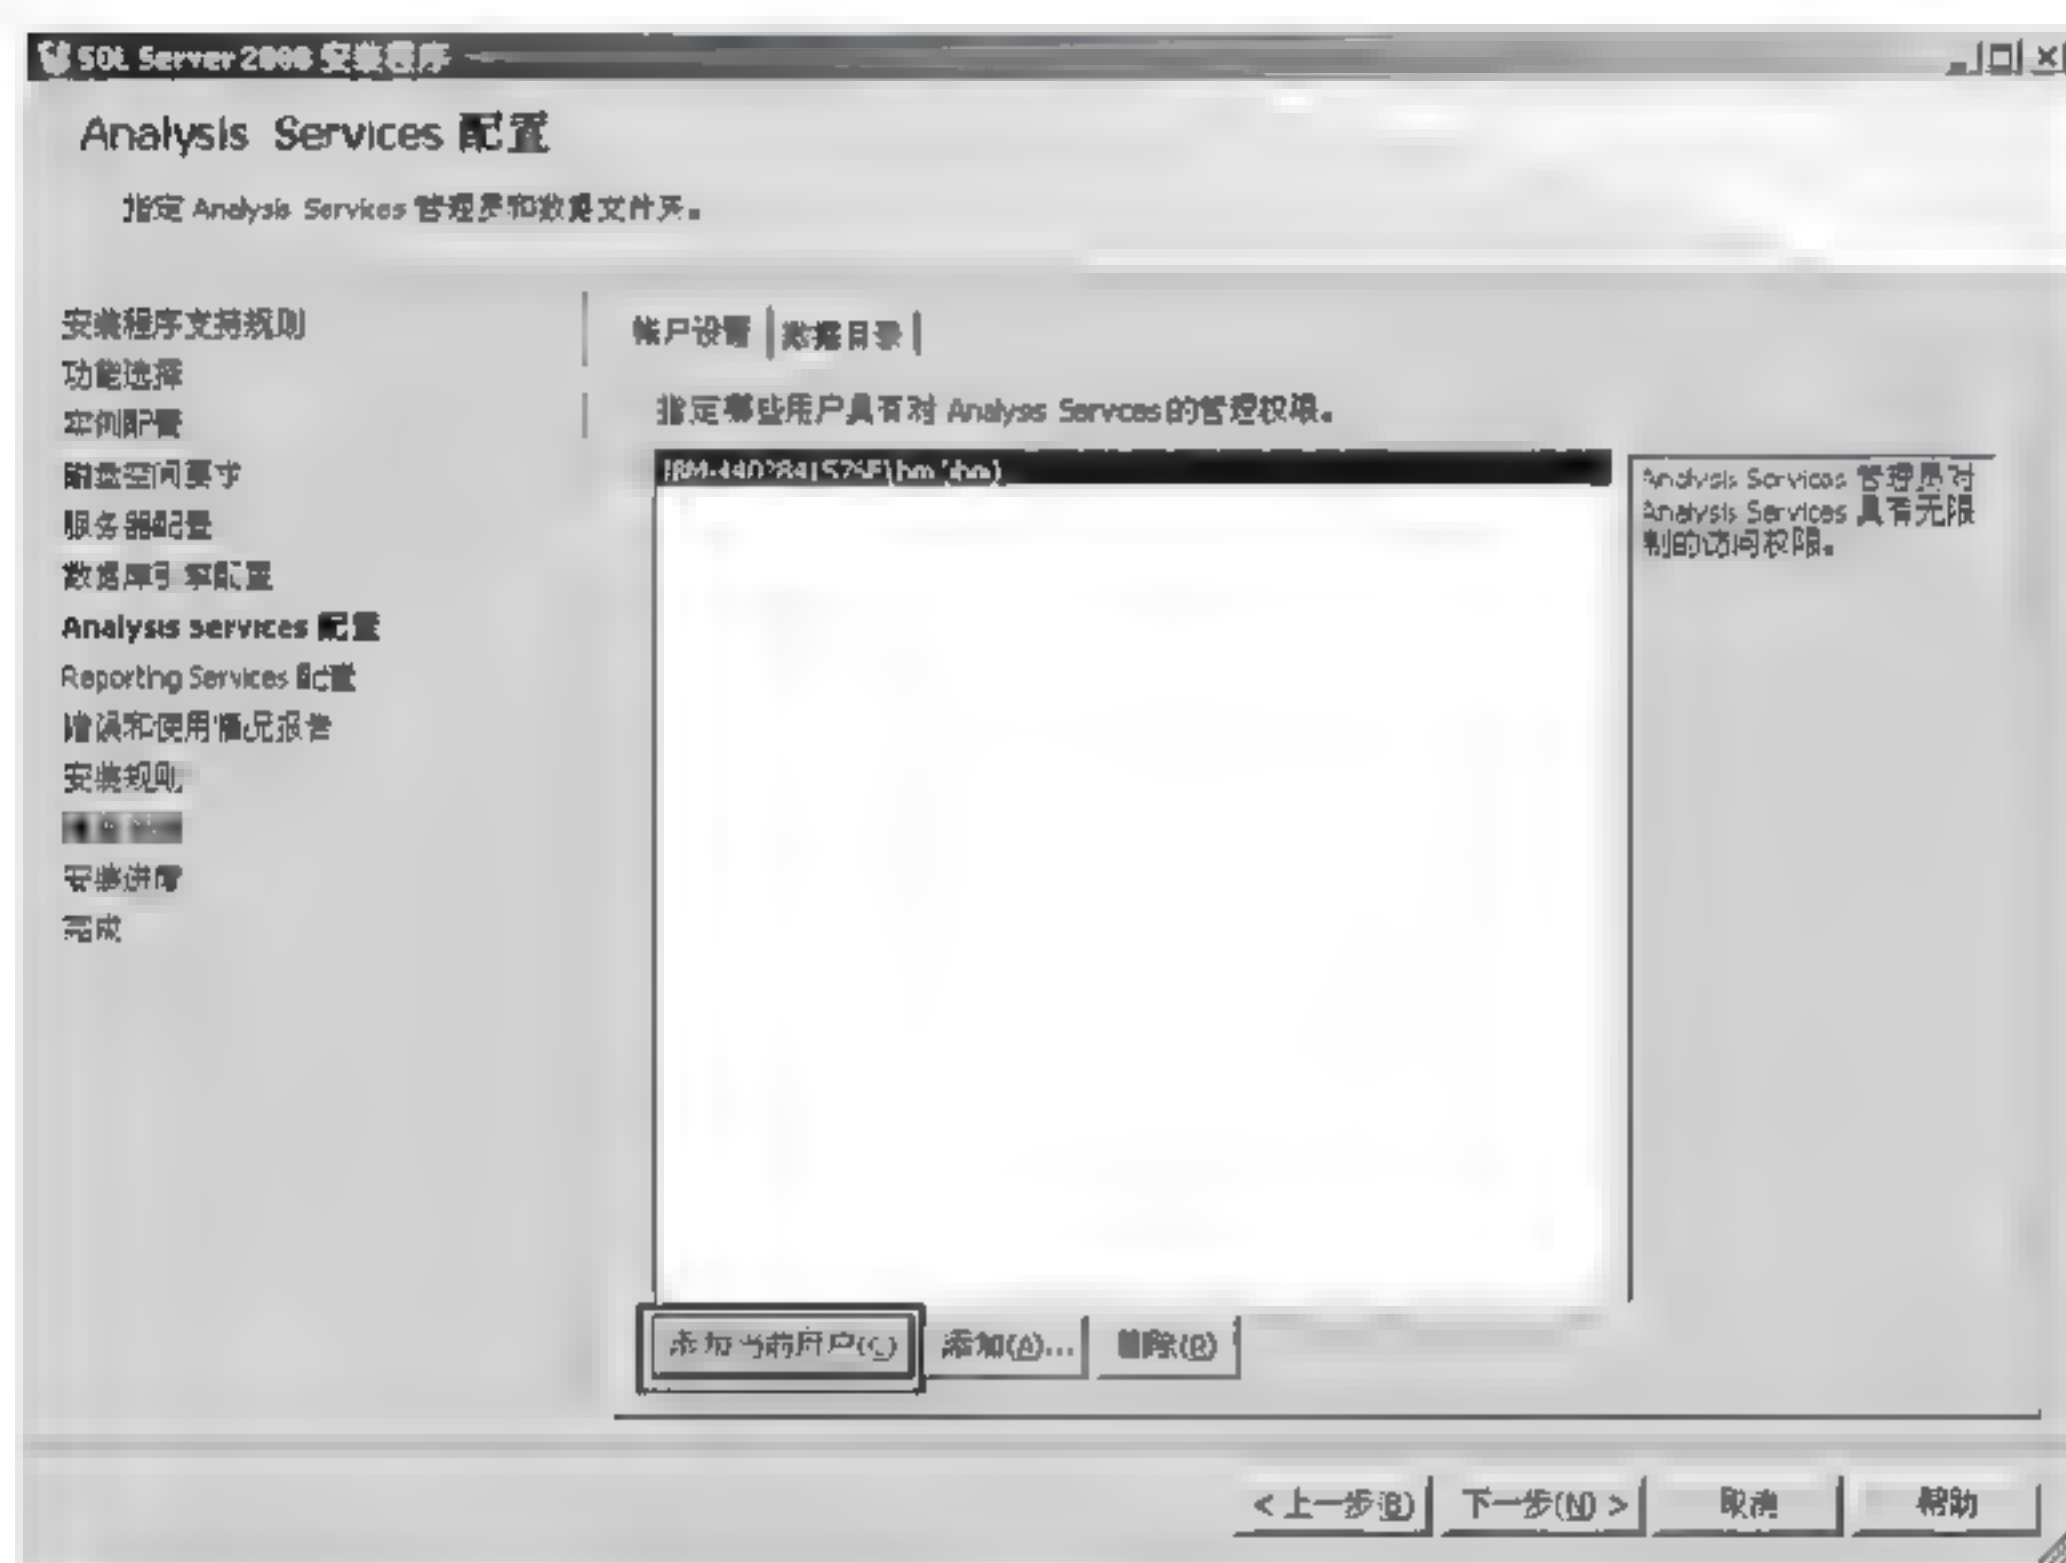 SQL Server 2008 安装程序
Analysis Services 配置
指定 Analysis Services 管理员和数据文件夹。
安装程序支持规则
功能选择
实例配置
磁盘空间要求
服务器配置
数据库引擎配置
Analysis Services 配置
Reporting Services 配置
错误和使用情况报告
安装规则
安装进度
完成
帐户设置
数据目录
指定哪些用户具有对 Analysis Services 的管理权限。
Analysis Services 管理员对
Analysis Services 具有无限
制的访问权限。
添加当前用户(C)
添加(A)...
删除(R)
< 上一步(B)
下一步(N) >
取消
帮助